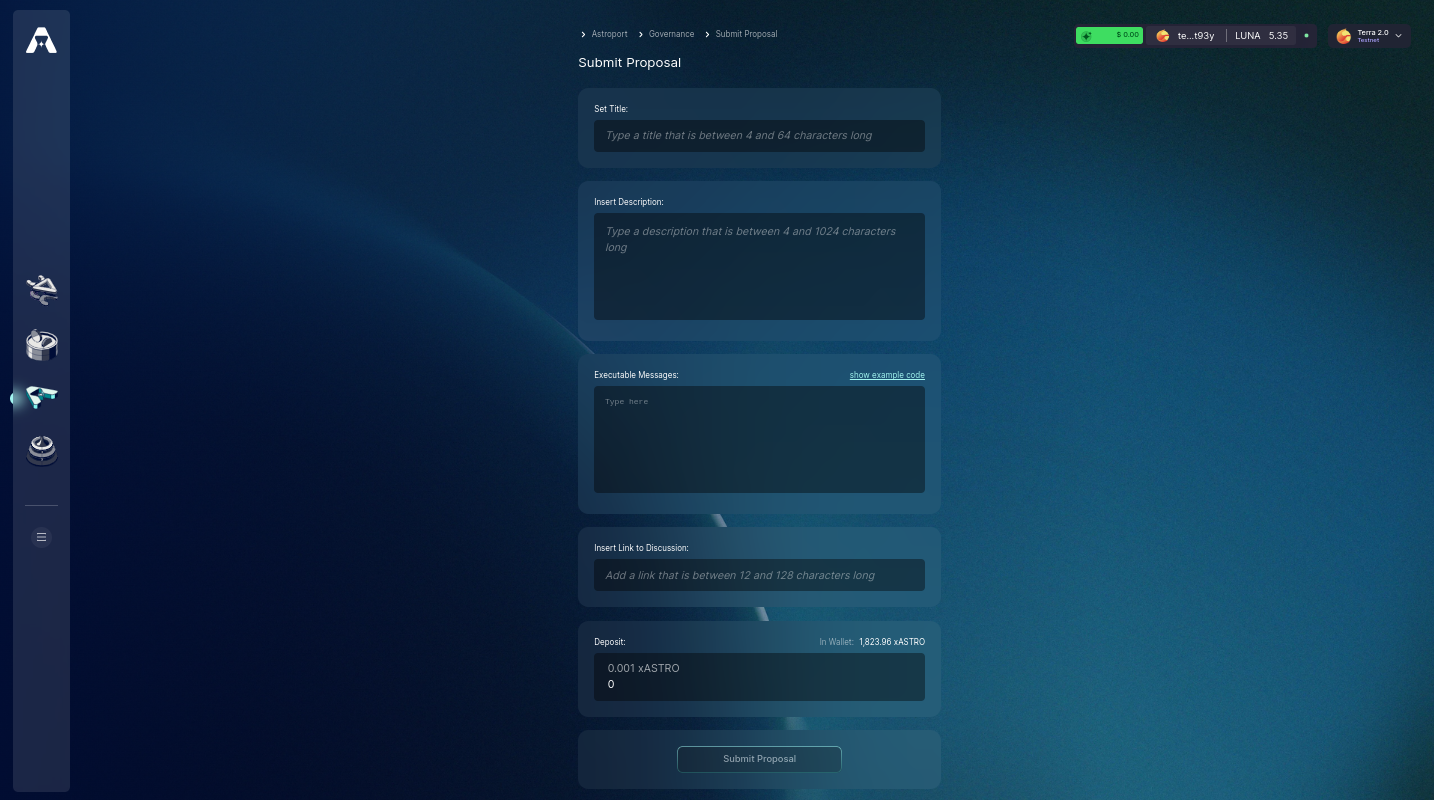 Astroport
Governance
Submit Proposal
$ 0.00
te...t93y
LUNA 5.35
Terra 2.0
Testnet
Submit Proposal
Set Title:
Type a title that is between 4 and 64 characters long
Insert Description:
Type a description that is between 4 and 1024 characters
long
Executable Messages:
show example code
Type here
Insert Link to Discussion:
Add a link that is between 12 and 128 characters long
Deposit:
In Wallet: 1,823.96 xASTRO
0.001 xASTRO
0
Submit Proposal